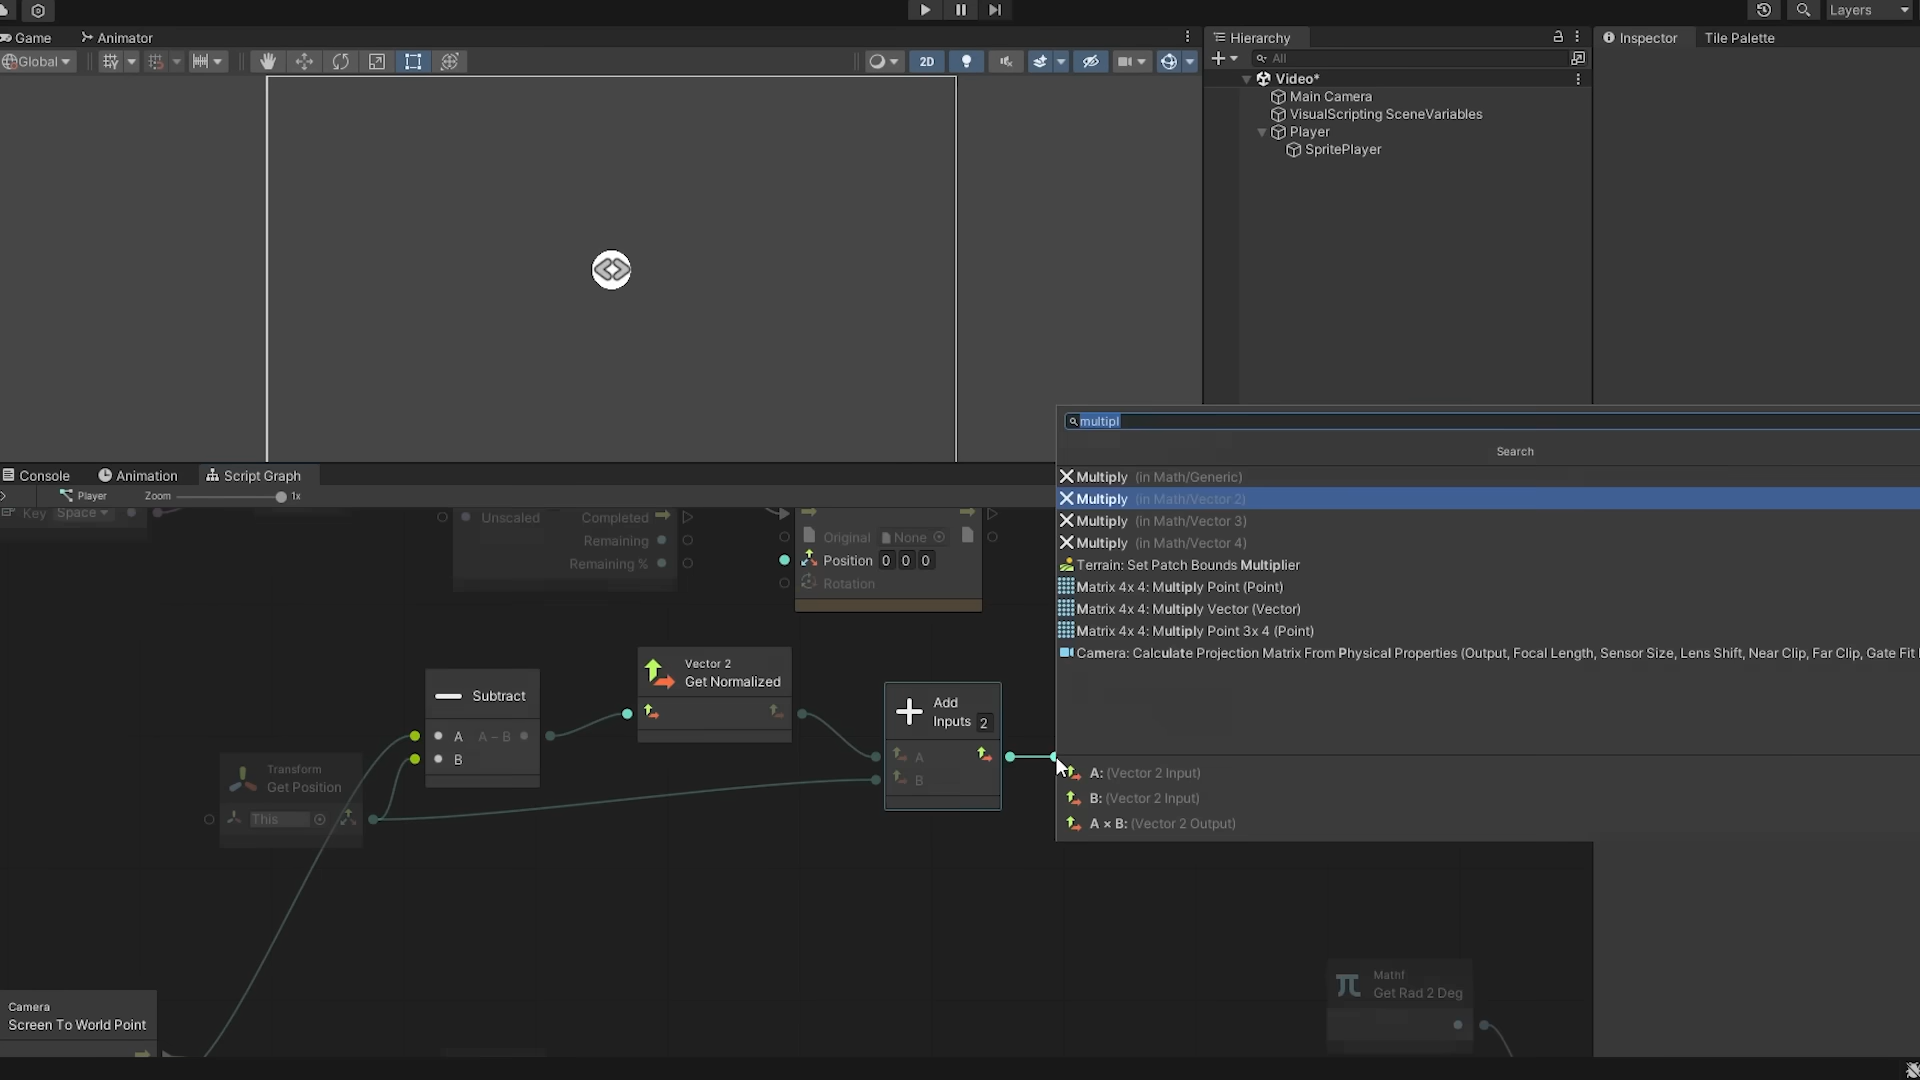 Layers
Game
Animator
Hierarchy
Inspector
Tile Palette
Global
2D
All
Video*
Main Camera
VisualScripting SceneVariables
Player
SpritePlayer
multipl
Search
Multiply (in Math/Generic)
Multiply (in Math/Vector 2)
Multiply (in Math/Vector 3)
Multiply (in Math/Vector 4)
Terrain: Set Patch Bounds Multiplier
Matrix 4x 4: Multiply Point (Point)
Matrix 4x 4: Multiply Vector (Vector)
Matrix 4x 4: Multiply Point 3x 4 (Point)
Camera: Calculate Projection Matrix From Physical Properties (Output, Focal Length, Sensor Size, Lens Shift, Near Clip, Far Clip, Gate Fit
A: (Vector 2 Input)
B: (Vector 2 Input)
A × B: (Vector 2 Output)
Console
Animation
Script Graph
Player
Zoom
1x
Key Space
Unscaled
Completed
Remaining
Remaining %
Original None
Position 0 0 0
Rotation
Vector 2
Get Normalized
Subtract
A A – B
B
Add
Inputs 2
A
B
Transform
Get Position
This
Camera
Screen To World Point
Mathf
Get Rad 2 Deg